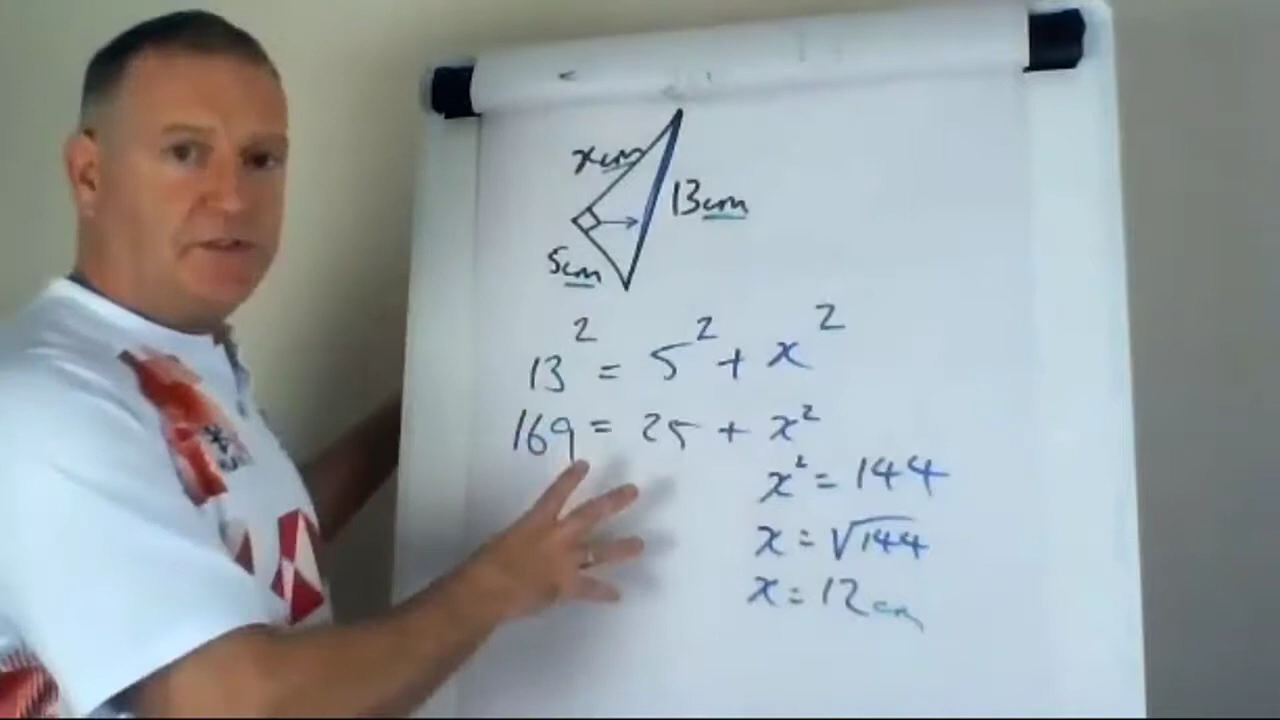 x cm
13cm
5cm
13² = 5² + x²
169 = 25 + x²
x² = 144
x = √144
x = 12cm